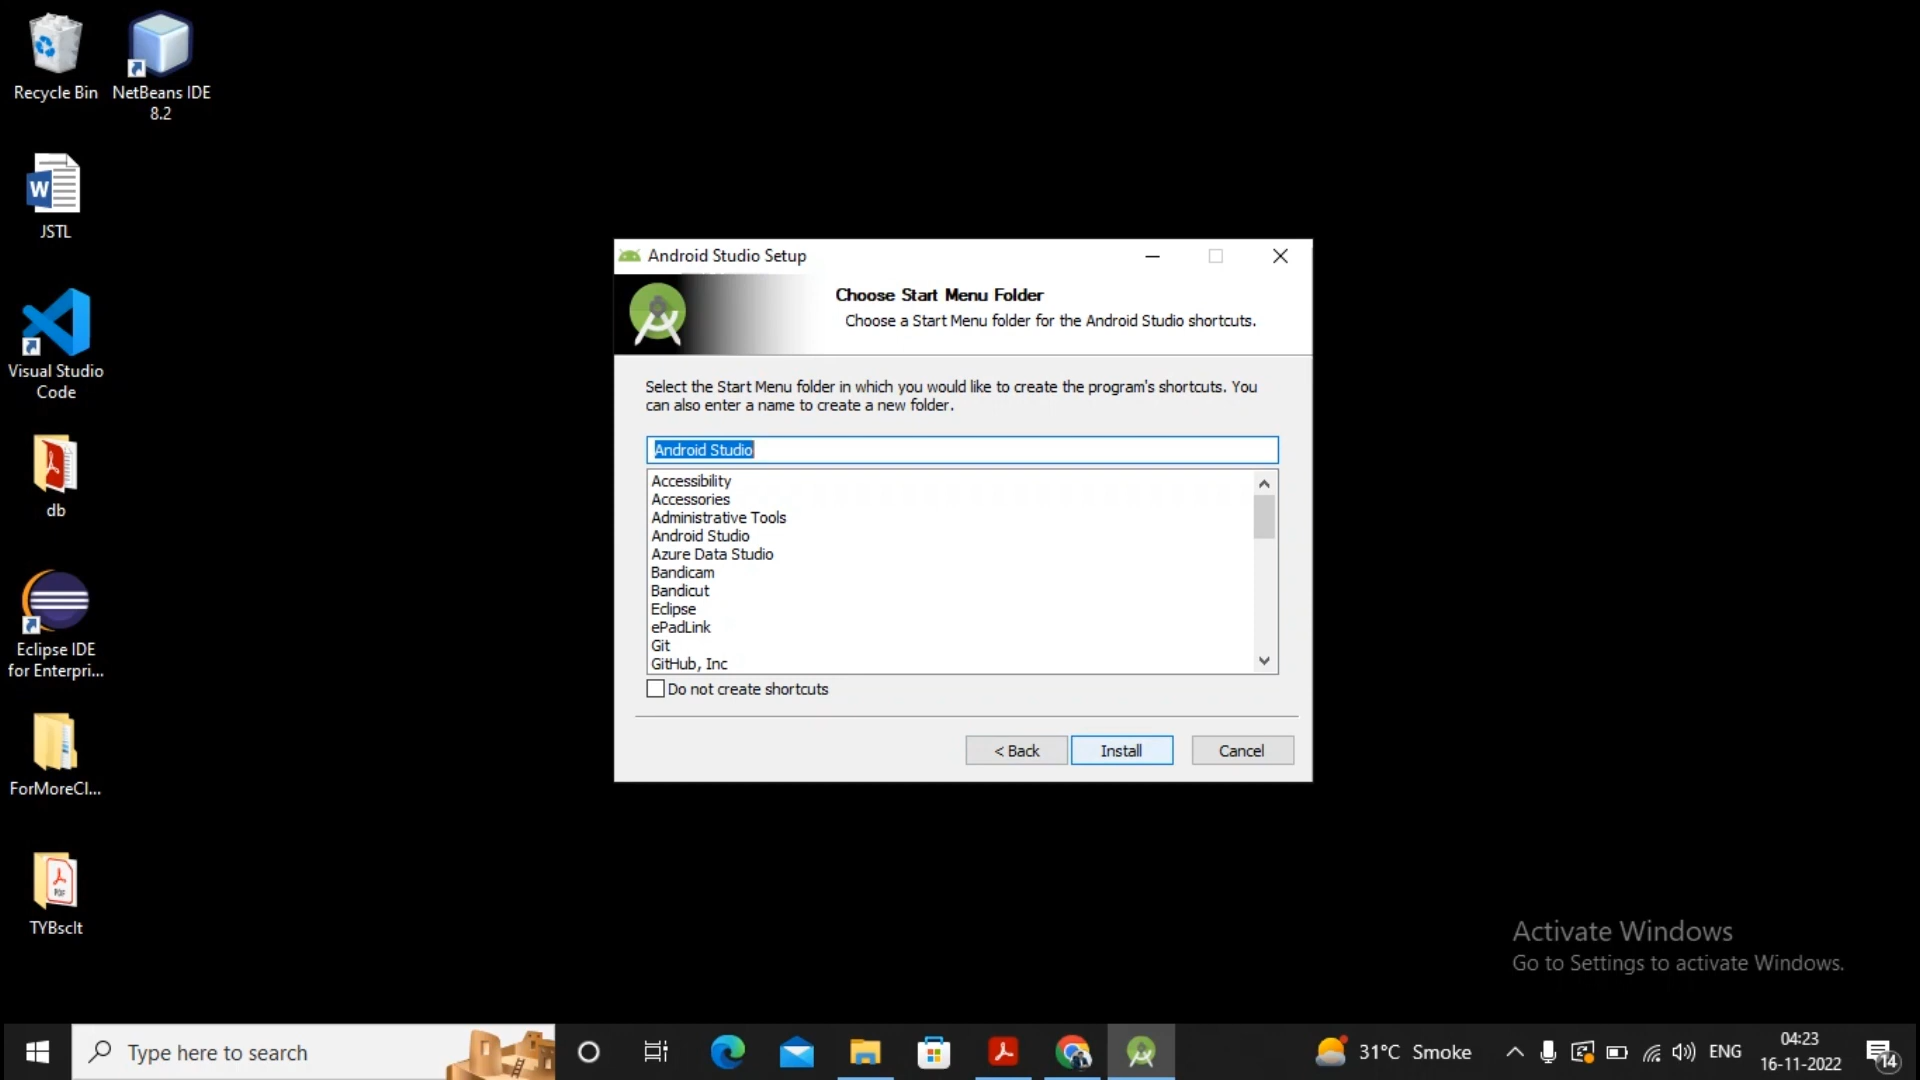 Recycle Bin
NetBeans IDE
8.2
JSTL
Visual Studio
Code
db
Eclipse IDE
for Enterpri...
ForMoreCl...
TYBscIt
Android Studio Setup
Choose Start Menu Folder
Choose a Start Menu folder for the Android Studio shortcuts.
Select the Start Menu folder in which you would like to create the program's shortcuts. You
can also enter a name to create a new folder.
Android Studio
Accessibility
Accessories
Administrative Tools
Android Studio
Azure Data Studio
Bandicam
Bandicut
Eclipse
ePadLink
Git
GitHub, Inc
Do not create shortcuts
< Back
Install
Cancel
Activate Windows
Go to Settings to activate Windows.
Type here to search
31°C Smoke
ENG
04:23
16-11-2022
14